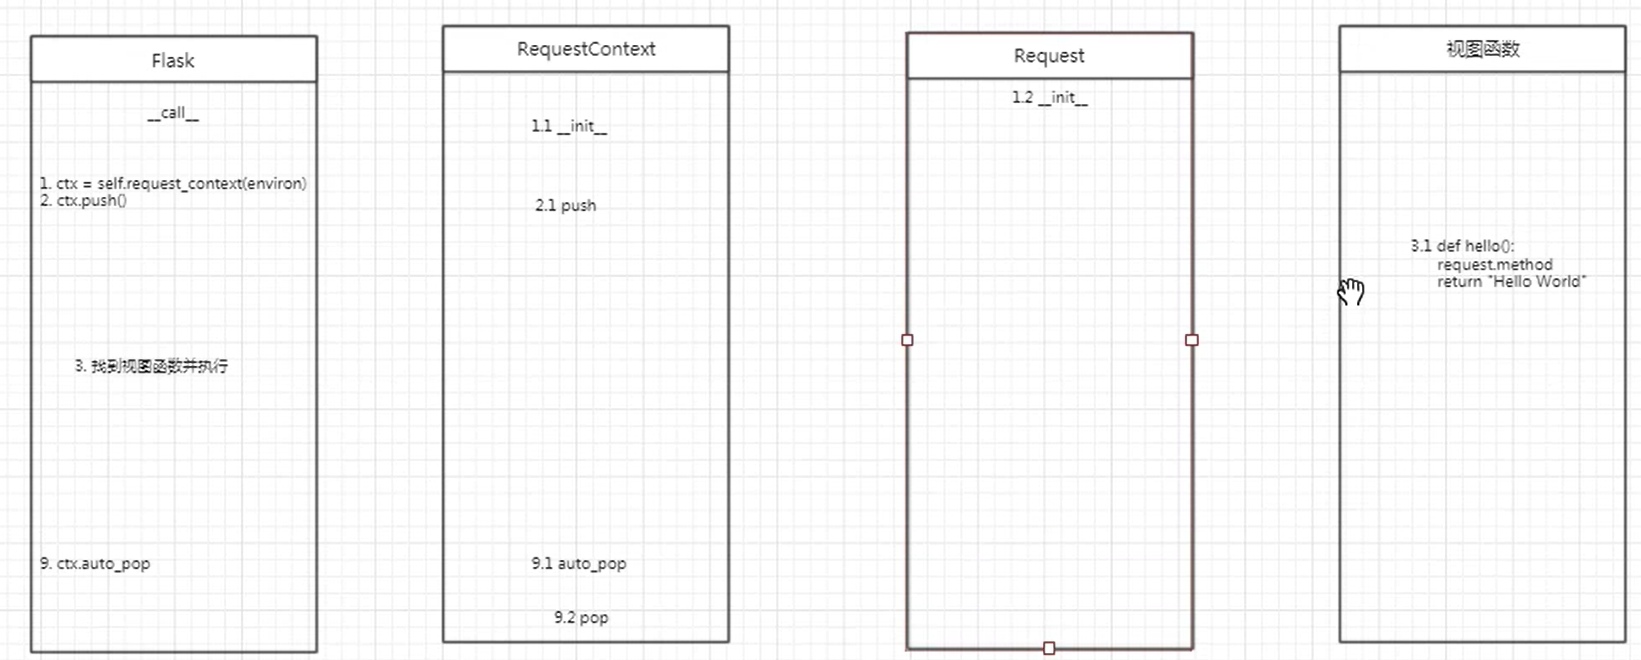 Flask
__call__
1. ctx = self.request_context(environ)
2. ctx.push()
3. 找到视图函数并执行
9. ctx.auto_pop
RequestContext
1.1 __init__
2.1 push
9.1 auto_pop
9.2 pop
Request
1.2 __init__
视图函数
3.1 def hello():
request.method
return "Hello World"